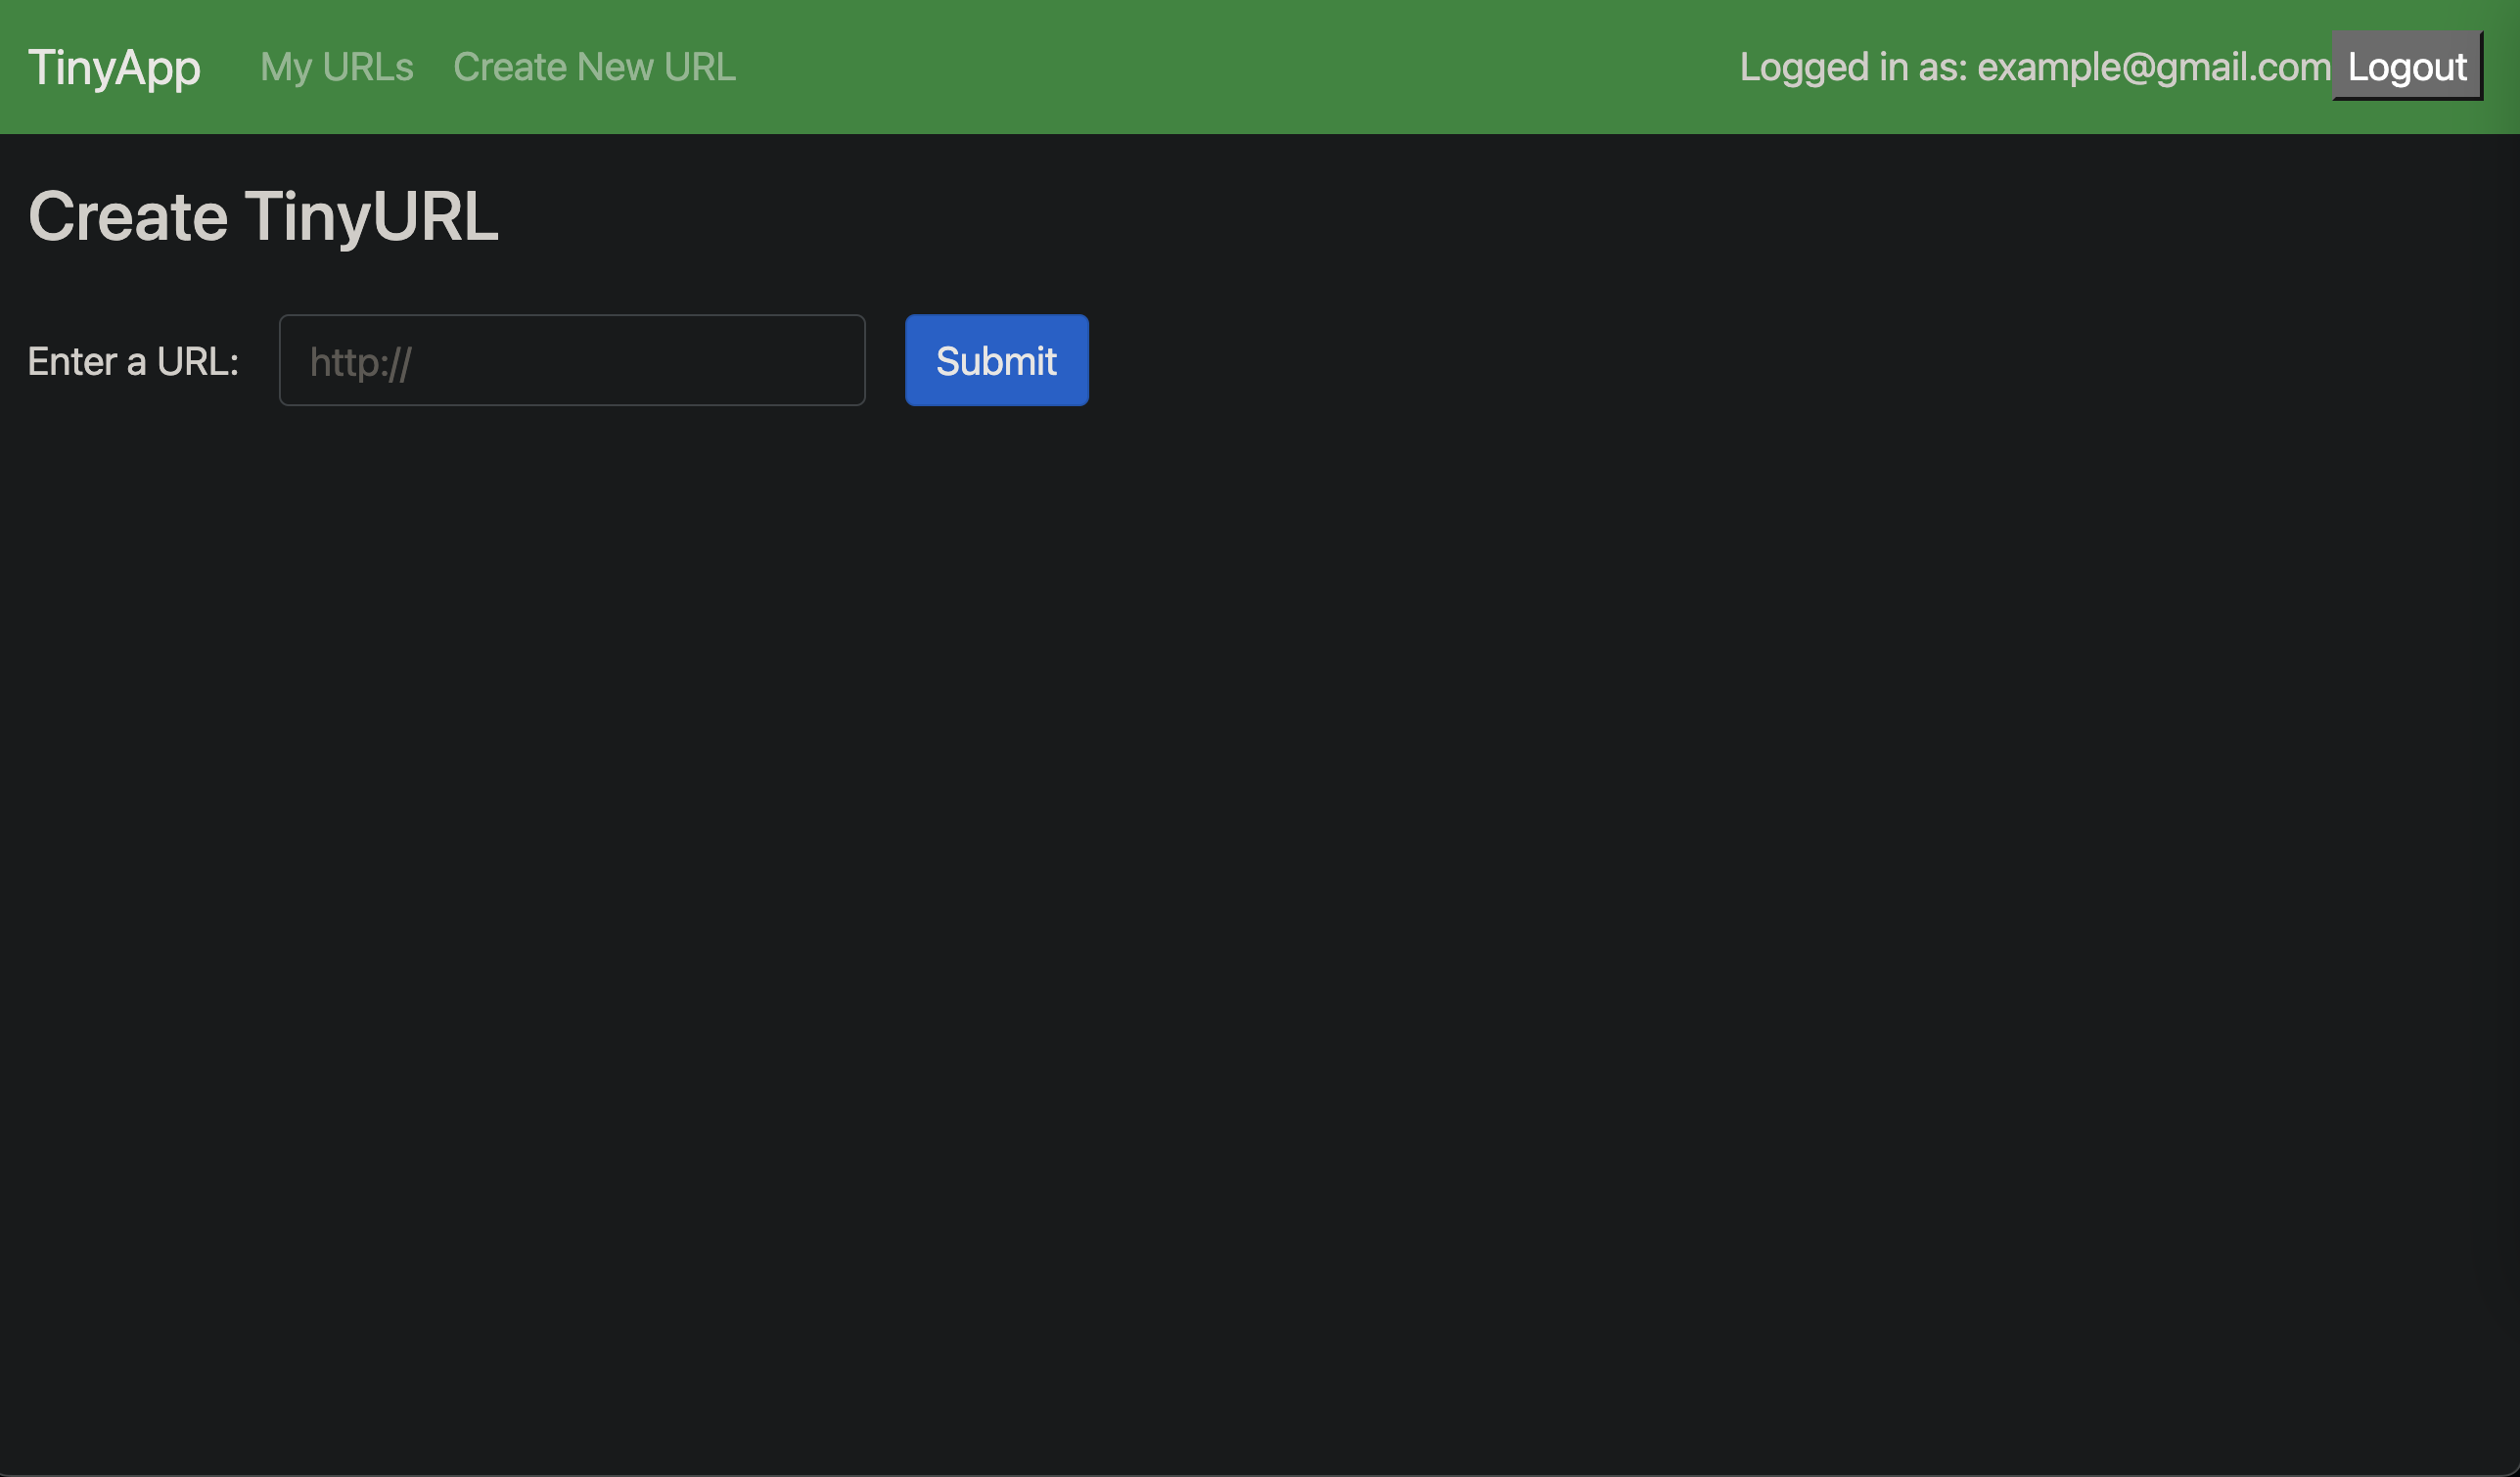 TinyApp My URLs Create New URL Logged in as: example@gmail.com Logout
Create TinyURL
Enter a URL: http:// Submit